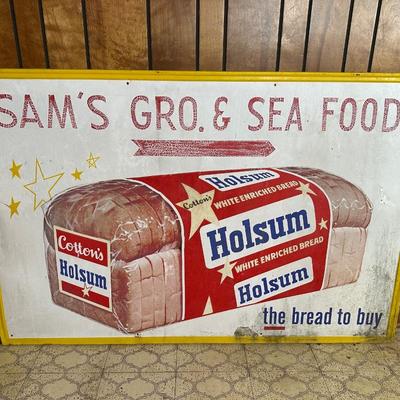 SAM'S GRO. & SEA FOOD
Holsum
Cotton's WHITE ENRICHED BREAD
Holsum
WHITE ENRICHED BREAD
Holsum
Cotton's
Holsum
the bread to buy